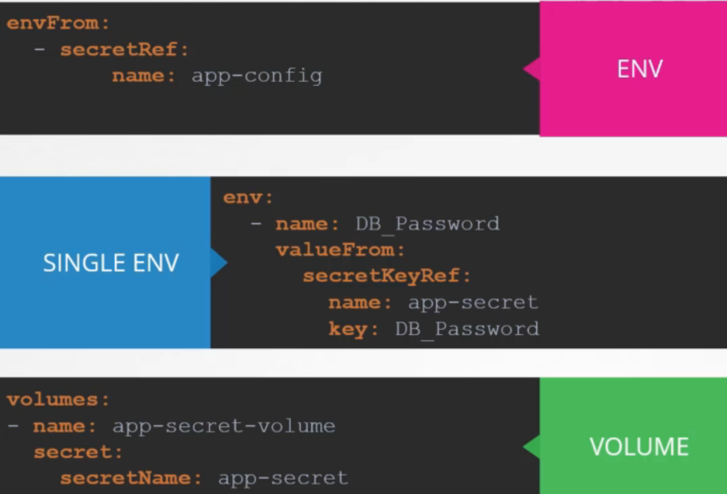 envFrom:
- secretRef:
name: app-config
ENV
SINGLE ENV
env:
- name: DB_Password
valueFrom:
secretKeyRef:
name: app-secret
key: DB_Password
volumes:
- name: app-secret-volume
secret:
secretName: app-secret
VOLUME